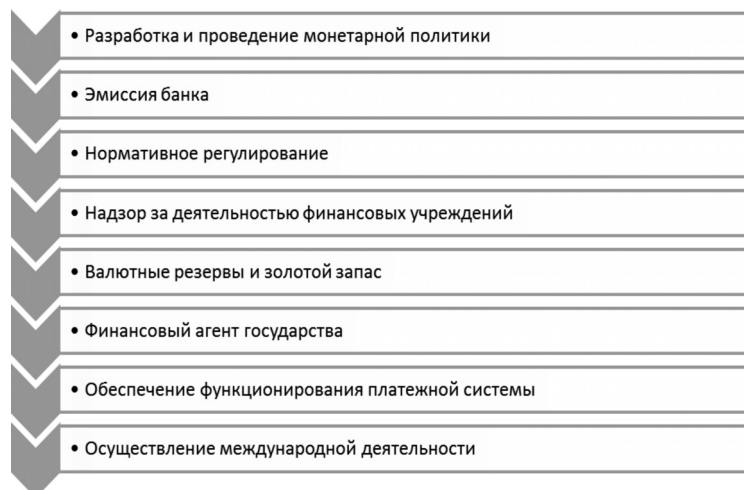 • Разработка и проведение монетарной политики
• Эмиссия банка
• Нормативное регулирование
• Надзор за деятельностью финансовых учреждений
• Валютные резервы и золотой запас
• Финансовый агент государства
• Обеспечение функционирования платежной системы
• Осуществление международной деятельности